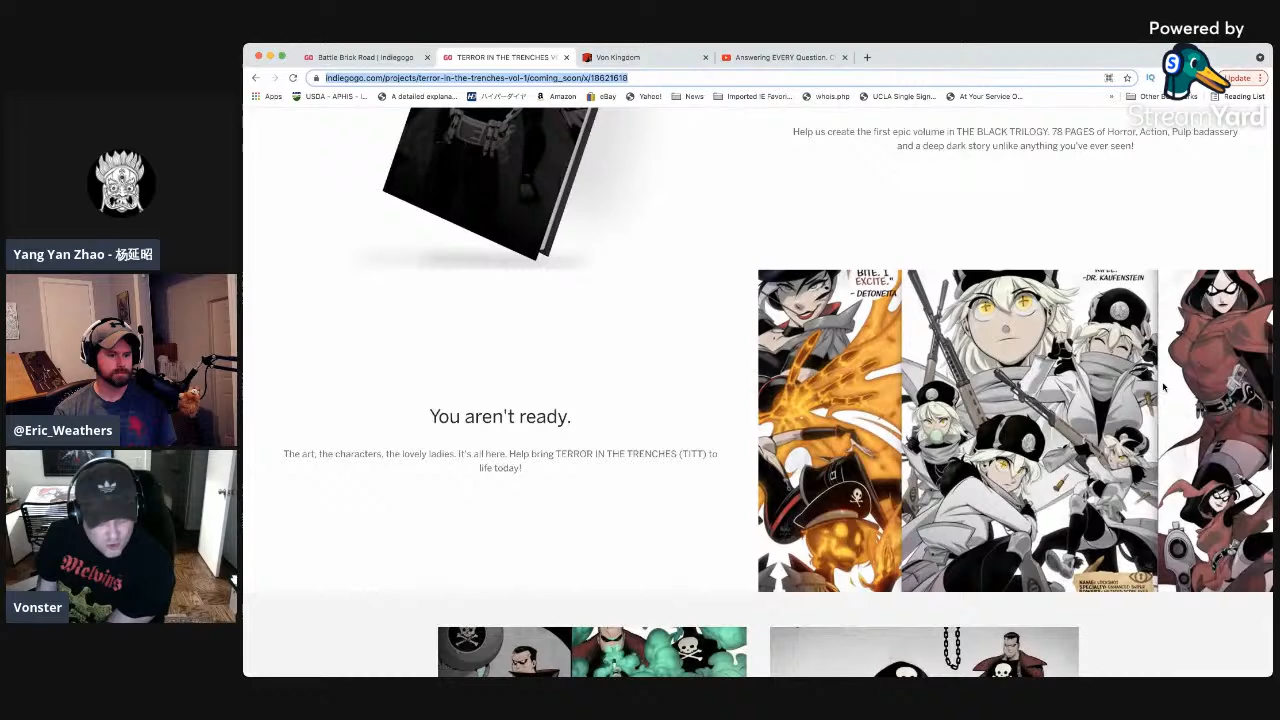 Powered by
S
StreamYard
Battle Brick Road | Indiegogo
TERROR IN THE TRENCHES V
Von Kingdom
Answering EVERY Question. C
indiegogo.com/projects/terror-in-the-trenches-vol-1/coming_soon/x/18621618
Update
Apps
USDA - APHIS - I...
A detailed explana...
ハイパーダイヤ
Amazon
eBay
Yahoo!
News
Imported IE Favori...
whois.php
UCLA Single Sign...
At Your Service O...
»
Reading List
Help us create the first epic volume in THE BLACK TRILOGY. 78 PAGES of Horror, Action, Pulp badassery
and a deep dark story unlike anything you've ever seen!
BITE. I
EXCITE."
~ DETONETTA
-DR. KAUFENSTEIN
You aren't ready.
The art, the characters, the lovely ladies. It's all here. Help bring TERROR IN THE TRENCHES (TITT) to
life today!
Yang Yan Zhao - 杨延昭
@Eric_Weathers
Melvins
Vonster